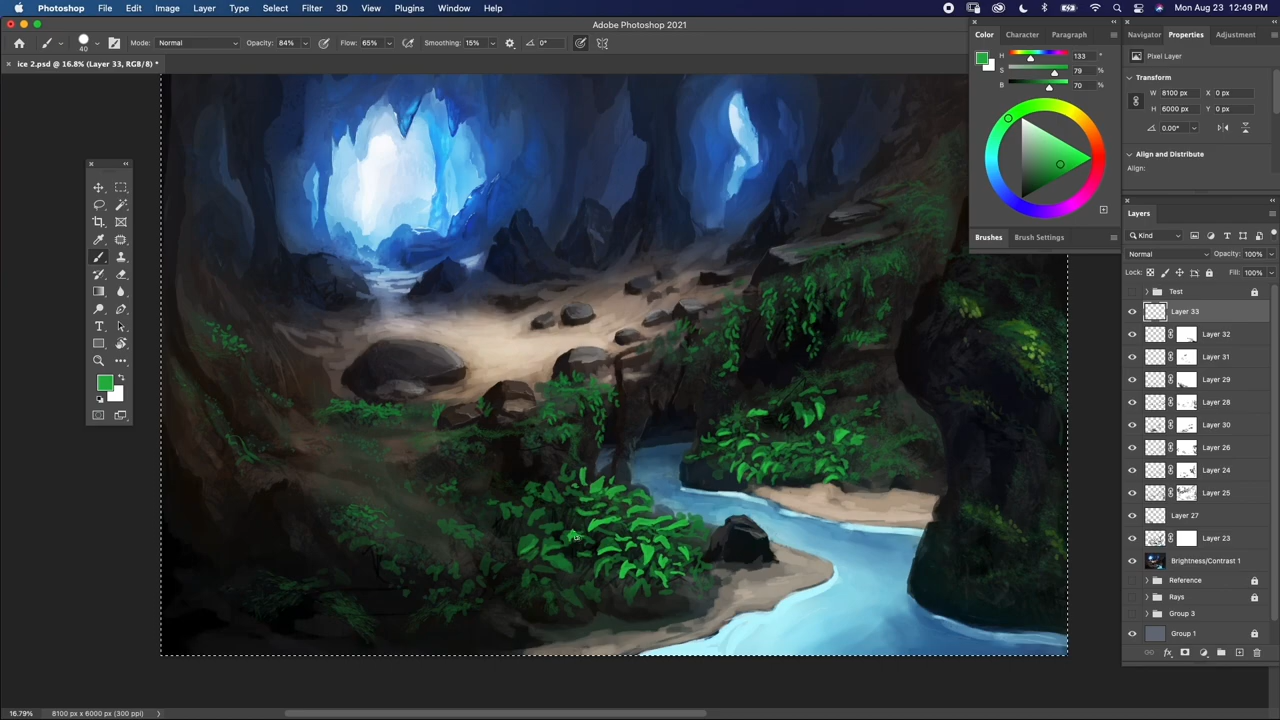 Photoshop File Edit Image Layer Type Select Filter 3D View Plugins Window Help Mon Aug 23 12:49 PM
Adobe Photoshop 2021
40 Mode: Normal Opacity: 84% Flow: 65% Smoothing: 15% 0°
ice 2.psd @ 16.8% (Layer 33, RGB/8) *
Color Character Paragraph
H 133 °
S 79 %
B 70 %
Brushes Brush Settings
Navigator Properties Adjustment
Pixel Layer
Transform
W 8100 px X 0 px
H 6000 px Y 0 px
0.00°
Align and Distribute
Align:
Layers
Kind
Normal Opacity: 100%
Lock: Fill: 100%
Test
Layer 33
Layer 32
Layer 31
Layer 29
Layer 28
Layer 30
Layer 26
Layer 24
Layer 25
Layer 27
Layer 23
Brightness/Contrast 1
Reference
Rays
Group 3
Group 1
fx
16.79% 8100 px x 6000 px (300 ppi)